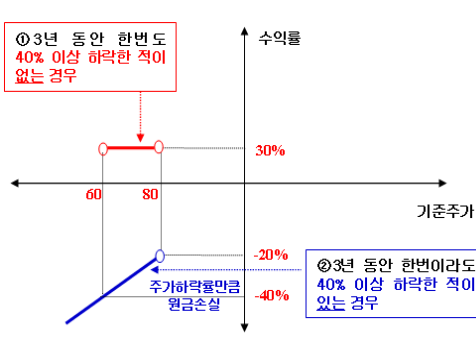 ①3년 동안 한번도
40% 이상 하락한 적이
없는 경우
수익률
30%
60
80
기준주가
-20%
주가하락률만큼
원금손실
-40%
②3년 동안 한번이라도
40% 이상 하락한 적이
있는 경우